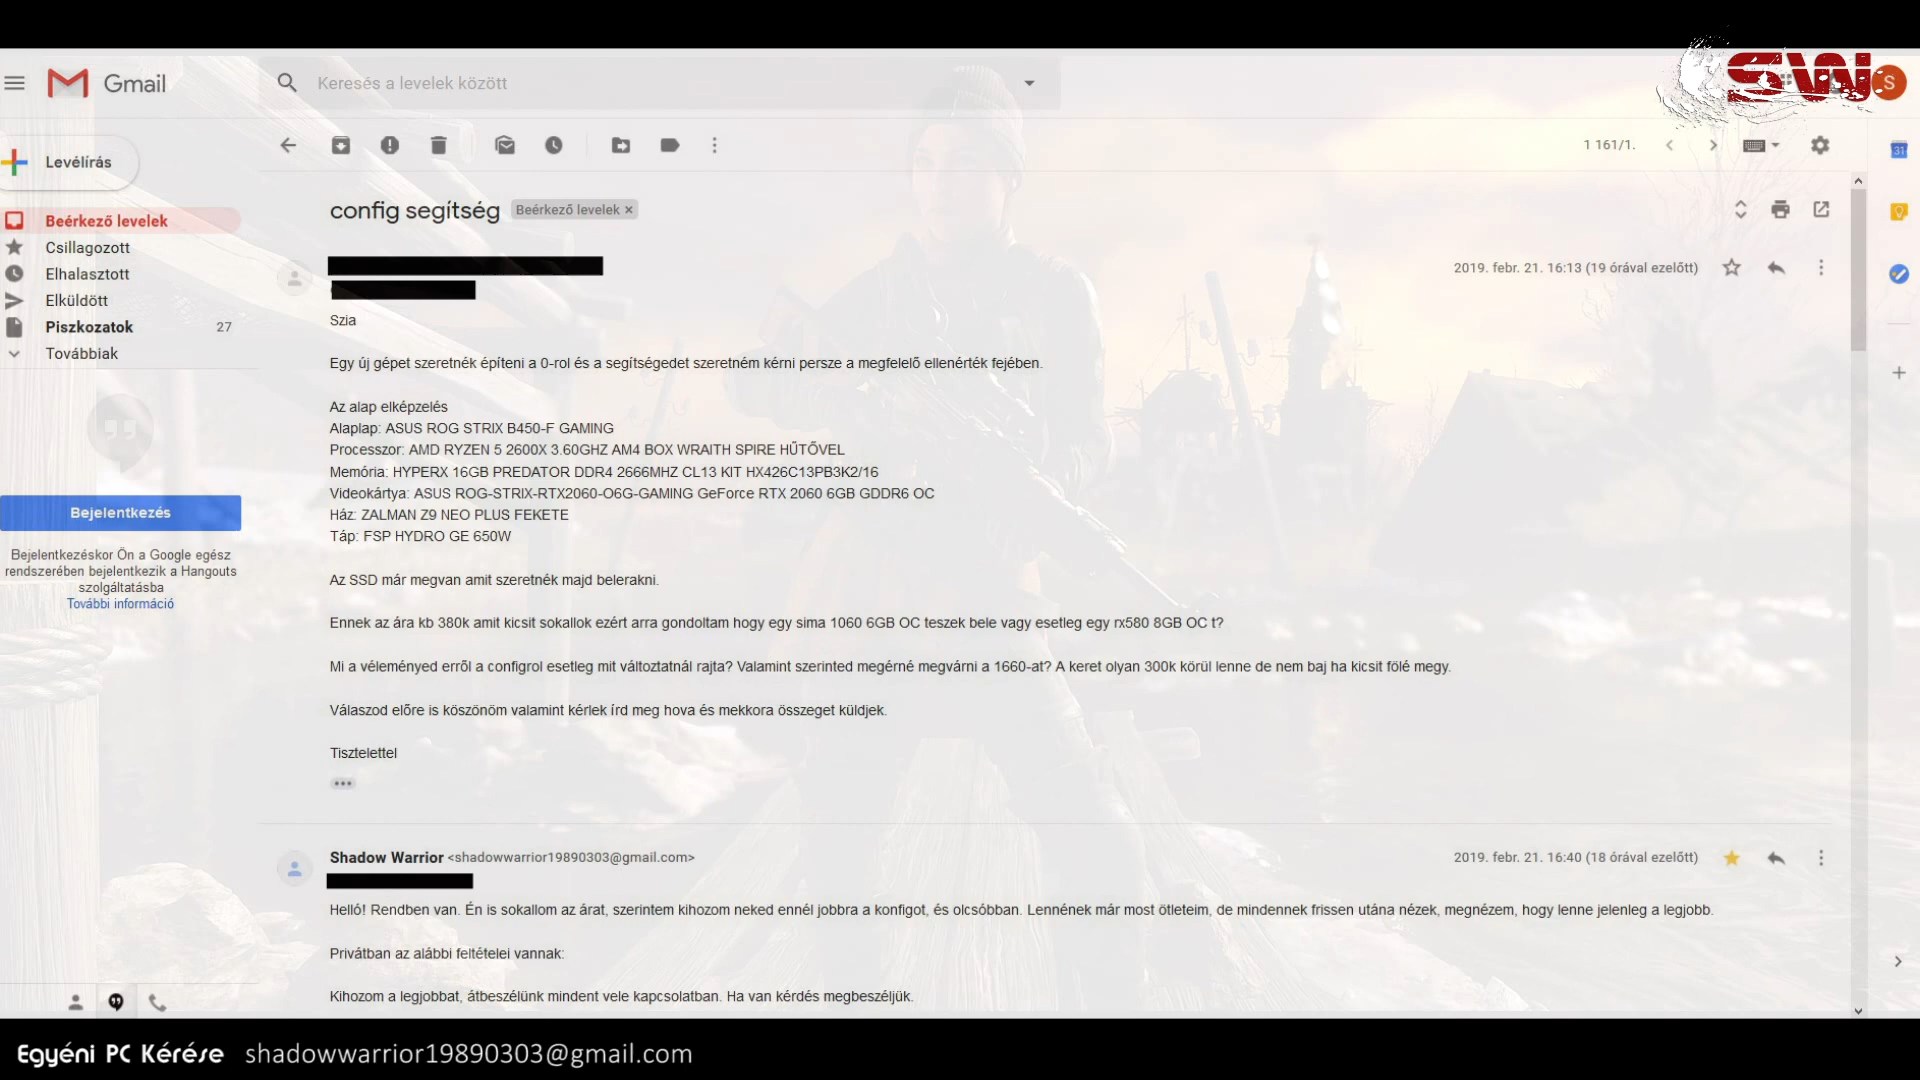 SW
S
Gmail
Keresés a levelek között
Levélírás
1 161/1.
31
Beérkező levelek
Csillagozott
Elhalasztott
Elküldött
Piszkozatok 27
Továbbiak
Bejelentkezés
Bejelentkezéskor Ön a Google egész
rendszerében bejelentkezik a Hangouts
szolgáltatásba
További információ
config segítség Beérkező levelek ×
2019. febr. 21. 16:13 (19 órával ezelőtt)
Szia
Egy új gépet szeretnék építeni a 0-rol és a segítségedet szeretném kérni persze a megfelelő ellenérték fejében.
Az alap elképzelés
Alaplap: ASUS ROG STRIX B450-F GAMING
Processzor: AMD RYZEN 5 2600X 3.60GHZ AM4 BOX WRAITH SPIRE HŰTŐVEL
Memória: HYPERX 16GB PREDATOR DDR4 2666MHZ CL13 KIT HX426C13PB3K2/16
Videokártya: ASUS ROG-STRIX-RTX2060-O6G-GAMING GeForce RTX 2060 6GB GDDR6 OC
Ház: ZALMAN Z9 NEO PLUS FEKETE
Táp: FSP HYDRO GE 650W
Az SSD már megvan amit szeretnék majd belerakni.
Ennek az ára kb 380k amit kicsit sokallok ezért arra gondoltam hogy egy sima 1060 6GB OC teszek bele vagy esetleg egy rx580 8GB OC t?
Mi a véleményed erről a configrol esetleg mit változtatnál rajta? Valamint szerinted megérné megvárni a 1660-at? A keret olyan 300k körül lenne de nem baj ha kicsit fölé megy.
Válaszod előre is köszönöm valamint kérlek írd meg hova és mekkora összeget küldjek.
Tisztelettel
Shadow Warrior <shadowwarrior19890303@gmail.com>
2019. febr. 21. 16:40 (18 órával ezelőtt)
Helló! Rendben van. Én is sokallom az árat, szerintem kihozom neked ennél jobbra a konfigot, és olcsóbban. Lennének már most ötleteim, de mindennek frissen utána nézek, megnézem, hogy lenne jelenleg a legjobb.
Privátban az alábbi feltételei vannak:
Kihozom a legjobbat, átbeszélünk mindent vele kapcsolatban. Ha van kérdés megbeszéljük.
Egyéni PC Kérése shadowwarrior19890303@gmail.com